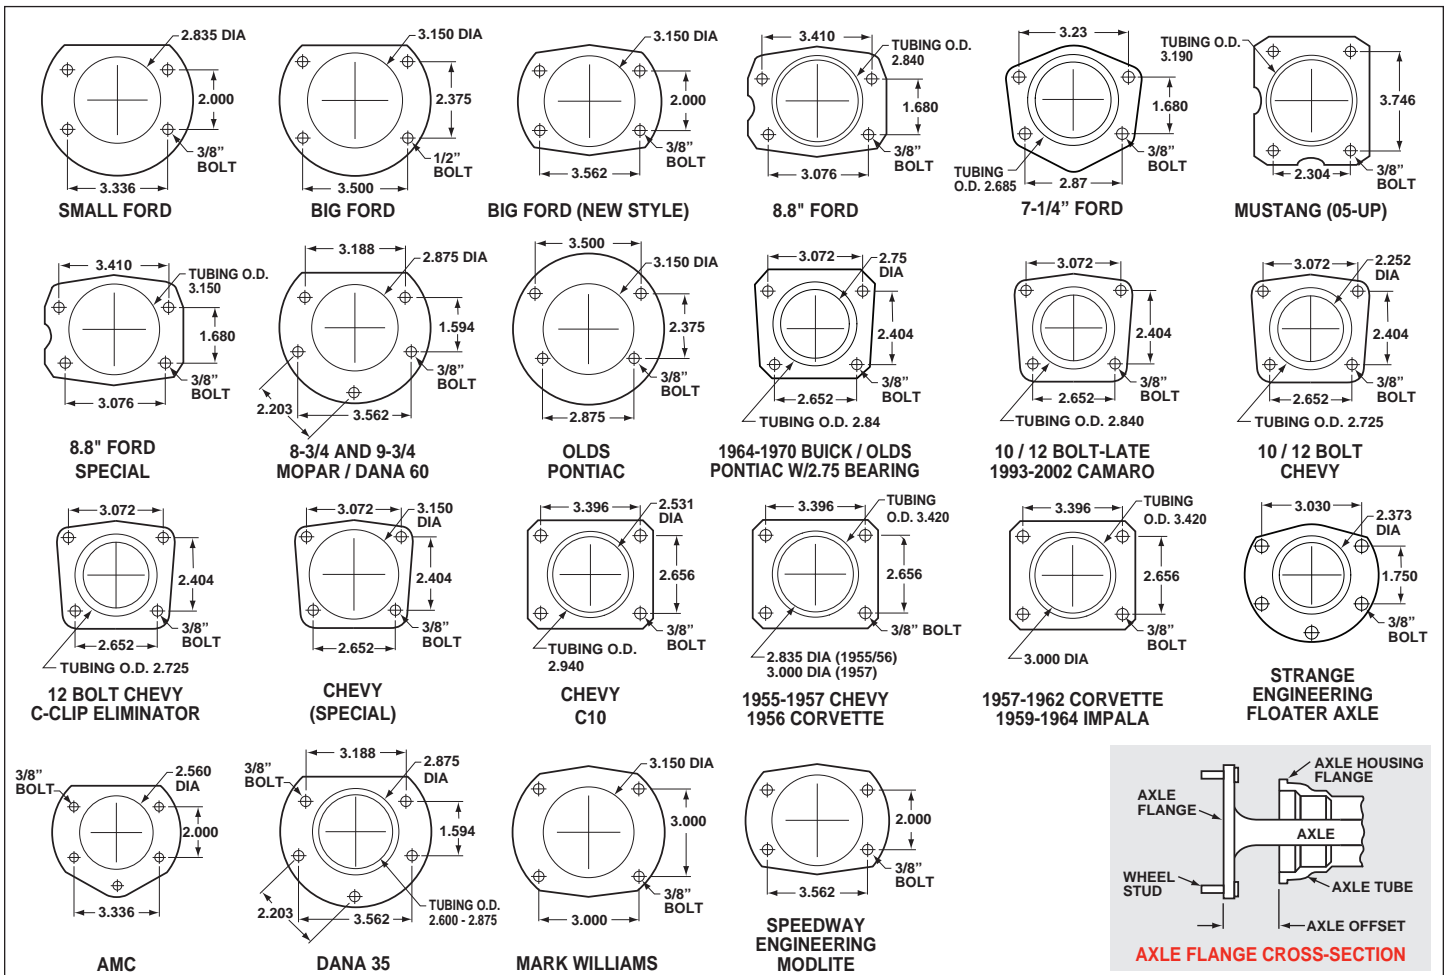 2.835 DIA
2.000
3/8”
BOLT
3.336
SMALL FORD
3.150 DIA
2.375
1/2”
BOLT
3.500
BIG FORD
3.150 DIA
2.000
3/8”
BOLT
3.562
BIG FORD (NEW STYLE)
3.410
TUBING O.D.
2.840
1.680
3/8”
BOLT
3.076
8.8" FORD
3.23
1.680
3/8”
BOLT
TUBING
O.D. 2.685
2.87
7-1/4” FORD
TUBING O.D.
3.190
3.746
2.304
3/8”
BOLT
MUSTANG (05-UP)
3.410
TUBING O.D.
3.150
1.680
3/8”
BOLT
3.076
8.8" FORD
SPECIAL
3.188
2.875 DIA
1.594
3/8”
BOLT
2.203
3.562
8-3/4 AND 9-3/4
MOPAR / DANA 60
3.500
3.150 DIA
2.375
3/8”
BOLT
2.875
OLDS
PONTIAC
3.072
2.75
DIA
2.404
3/8”
BOLT
2.652
TUBING O.D. 2.84
1964-1970 BUICK / OLDS
PONTIAC W/2.75 BEARING
3.072
2.404
3/8”
BOLT
2.652
TUBING O.D. 2.840
10 / 12 BOLT-LATE
1993-2002 CAMARO
3.072
2.252
DIA
2.404
3/8”
BOLT
2.652
TUBING O.D. 2.725
10 / 12 BOLT
CHEVY
3.072
2.404
3/8”
BOLT
2.652
TUBING O.D. 2.725
12 BOLT CHEVY
C-CLIP ELIMINATOR
3.072
3.150
DIA
2.404
3/8”
BOLT
2.652
CHEVY
(SPECIAL)
3.396
2.531
DIA
2.656
3/8”
BOLT
TUBING O.D.
2.940
CHEVY
C10
3.396
TUBING
O.D. 3.420
2.656
3/8” BOLT
2.835 DIA (1955/56)
3.000 DIA (1957)
1955-1957 CHEVY
1956 CORVETTE
3.396
TUBING
O.D. 3.420
2.656
3/8”
BOLT
3.000 DIA
1957-1962 CORVETTE
1959-1964 IMPALA
3.030
2.373
DIA
1.750
3/8”
BOLT
STRANGE
ENGINEERING
FLOATER AXLE
3/8”
BOLT
2.560
DIA
2.000
3.336
AMC
3/8”
BOLT
3.188
2.875
DIA
1.594
2.203
3.562
TUBING O.D.
2.600 - 2.875
DANA 35
3.150 DIA
3.000
3/8”
BOLT
3.000
MARK WILLIAMS
2.000
3/8”
BOLT
3.562
SPEEDWAY
ENGINEERING
MODLITE
AXLE HOUSING
FLANGE
AXLE
FLANGE
AXLE
WHEEL
STUD
AXLE TUBE
AXLE OFFSET
AXLE FLANGE CROSS-SECTION